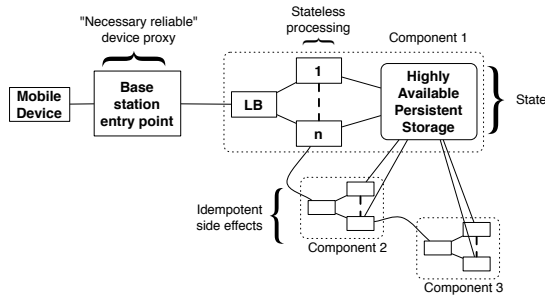 "Necessary reliable"
device proxy
Stateless
processing
Component 1
Mobile
Device
Base
station
entry point
LB
1
n
Highly
Available
Persistent
Storage
State
Idempotent
side effects
Component 2
Component 3